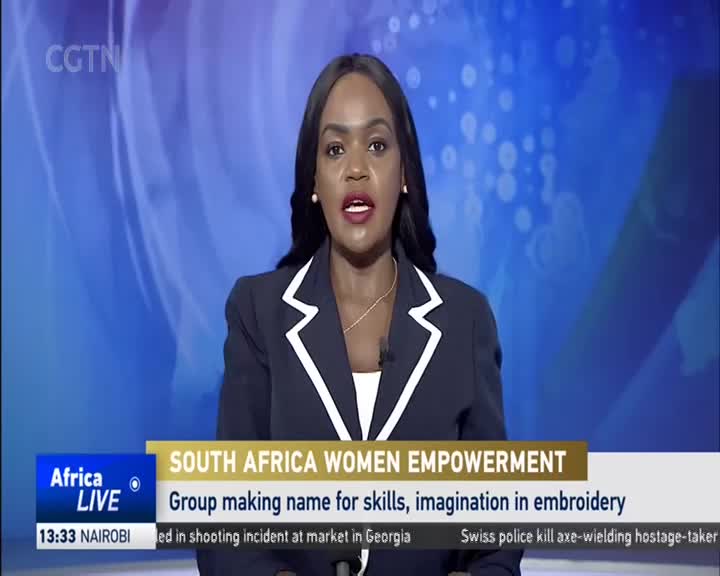 CGTN
SOUTH AFRICA WOMEN EMPOWERMENT
Africa
LIVE
Group making name for skills, imagination in embroidery
13:33 NAIROBI
in shooting incident at market in Georgia
Swiss police kill axe-wielding hostage-taker